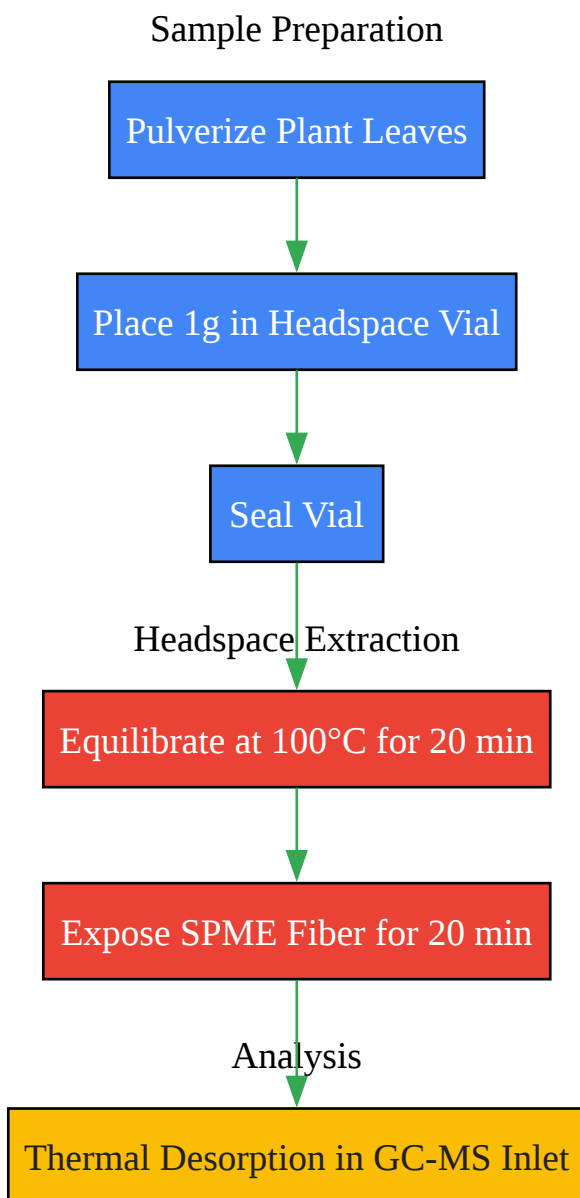 Sample Preparation
Pulverize Plant Leaves
Place 1g in Headspace Vial
Seal Vial
Headspace Extraction
Equilibrate at 100°C for 20 min
Expose SPME Fiber for 20 min
Analysis
Thermal Desorption in GC-MS Inlet